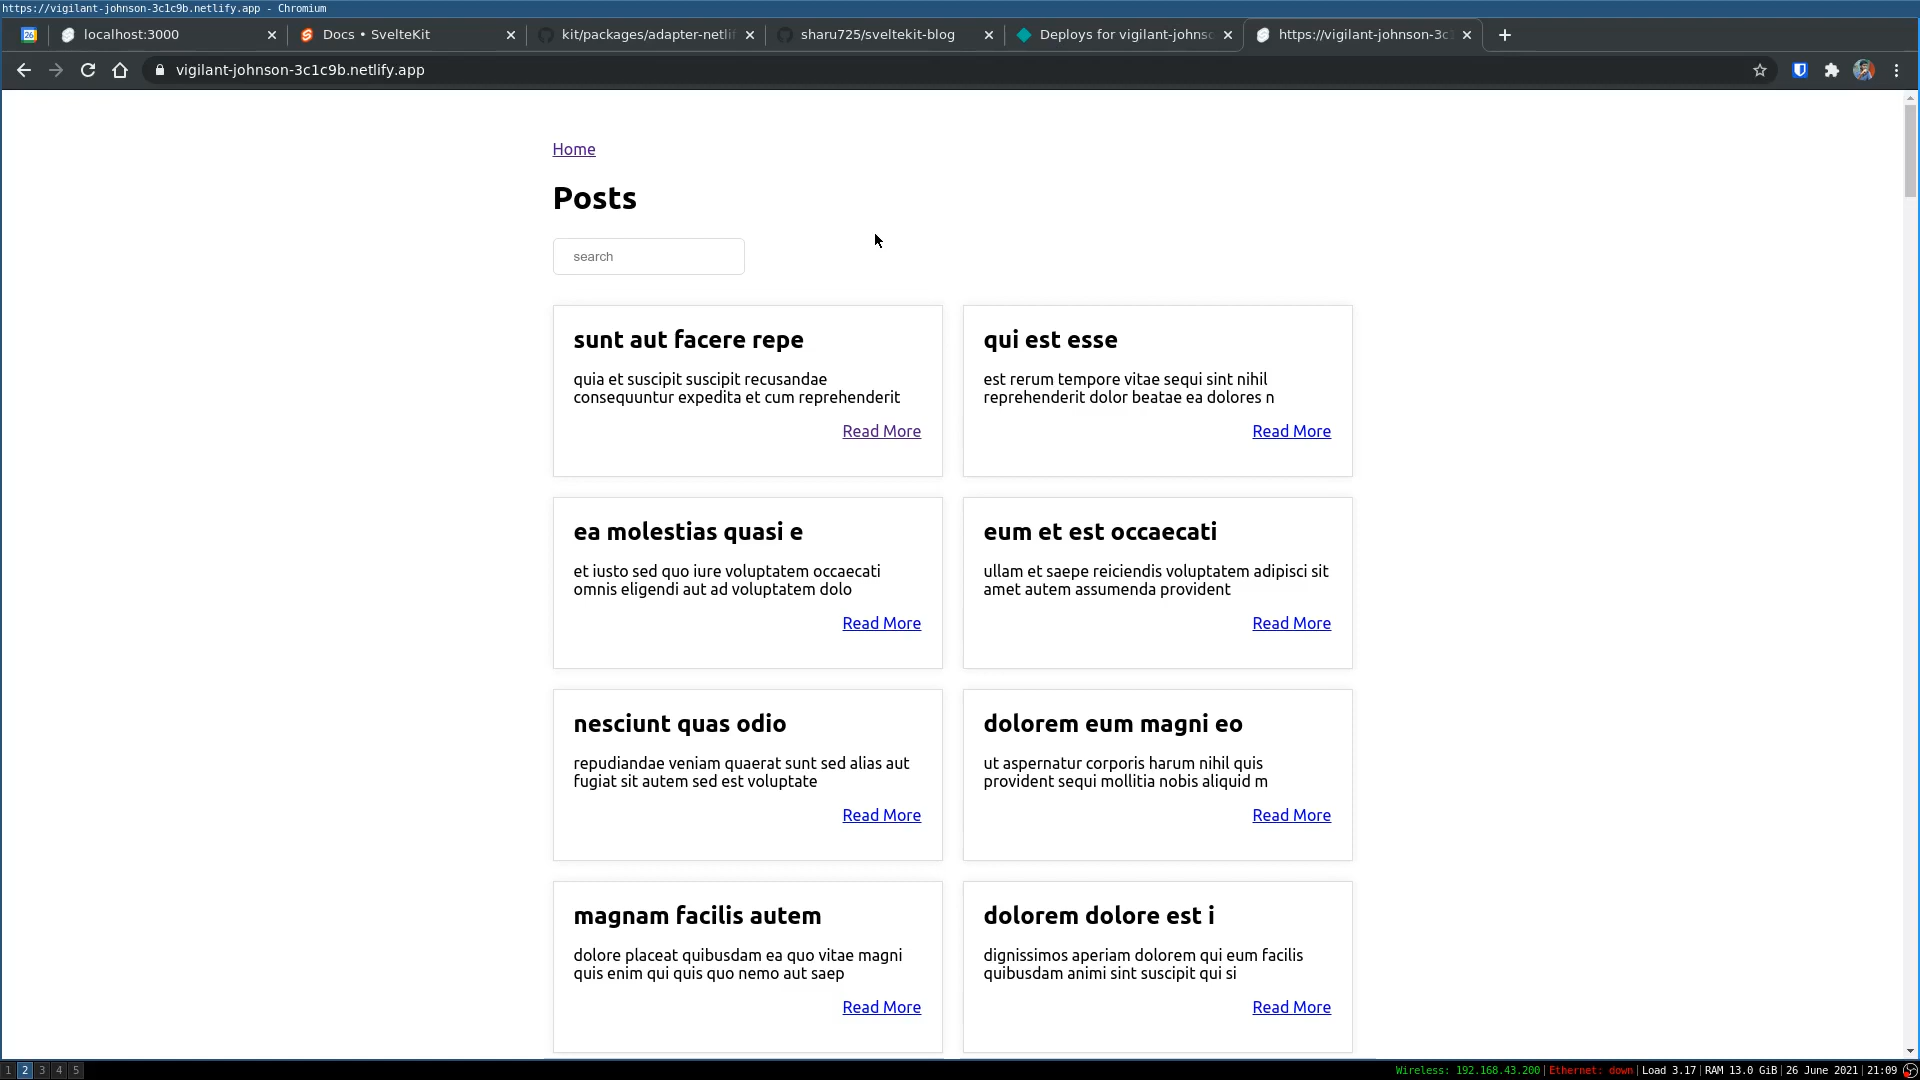 https://vigilant-johnson-3c1c9b.netlify.app - Chromium
26
localhost:3000
Docs • SvelteKit
kit/packages/adapter-netlif
sharu725/sveltekit-blog
Deploys for vigilant-johnso
https://vigilant-johnson-3c1c
vigilant-johnson-3c1c9b.netlify.app
Home
Posts
search
sunt aut facere repe
quia et suscipit suscipit recusandae
consequuntur expedita et cum reprehenderit
Read More
qui est esse
est rerum tempore vitae sequi sint nihil
reprehenderit dolor beatae ea dolores n
Read More
ea molestias quasi e
et iusto sed quo iure voluptatem occaecati
omnis eligendi aut ad voluptatem dolo
Read More
eum et est occaecati
ullam et saepe reiciendis voluptatem adipisci sit
amet autem assumenda provident
Read More
nesciunt quas odio
repudiandae veniam quaerat sunt sed alias aut
fugiat sit autem sed est voluptate
Read More
dolorem eum magni eo
ut aspernatur corporis harum nihil quis
provident sequi mollitia nobis aliquid m
Read More
magnam facilis autem
dolore placeat quibusdam ea quo vitae magni
quis enim qui quis quo nemo aut saep
Read More
dolorem dolore est i
dignissimos aperiam dolorem qui eum facilis
quibusdam animi sint suscipit qui si
Read More
1 2 3 4 5
Wireless: 192.168.43.200 | Ethernet: down | Load 3.17 | RAM 13.0 GiB | 26 June 2021 | 21:09